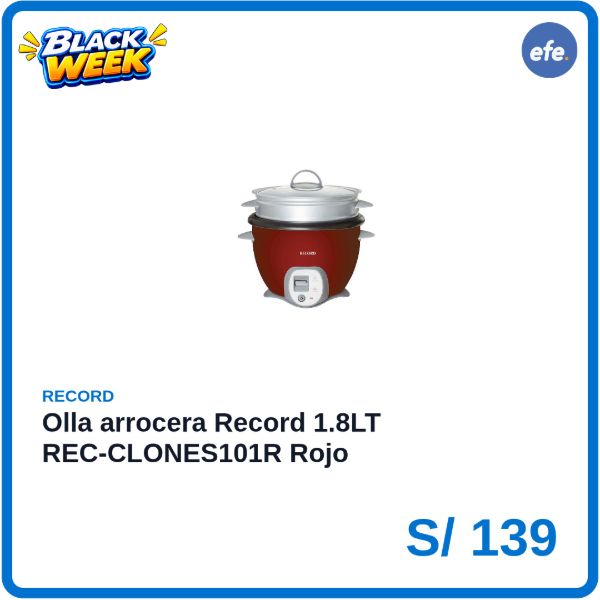 BLACK
WEEK
efe.
RECORD
RECORD
Olla arrocera Record 1.8LT
REC-CLONES101R Rojo
S/ 139